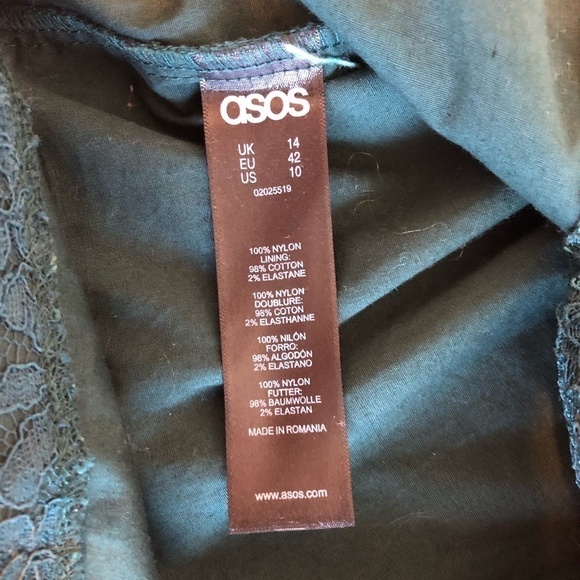 asos
UK 14
EU 42
US 10
02025519
100% NYLON
LINING:
98% COTTON
2% ELASTANE
100% NYLON
DOUBLURE:
98% COTON
2% ELASTHANNE
100% NILÓN
FORRO:
98% ALGODÓN
2% ELASTANO
100% NYLON
FUTTER:
98% BAUMWOLLE
2% ELASTAN
MADE IN ROMANIA
www.asos.com